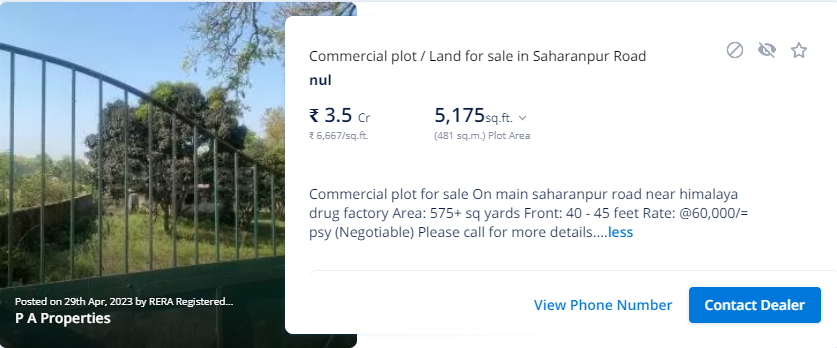 Commercial plot / Land for sale in Saharanpur Road
nul
₹ 3.5 Cr
₹ 6,667/sq.ft.
5,175sq.ft.
(481 sq.m.) Plot Area
Commercial plot for sale On main saharanpur road near himalaya
drug factory Area: 575+ sq yards Front: 40 - 45 feet Rate: @60,000/=
psy (Negotiable) Please call for more details....less
Posted on 29th Apr, 2023 by RERA Registered...
P A Properties
View Phone Number
Contact Dealer